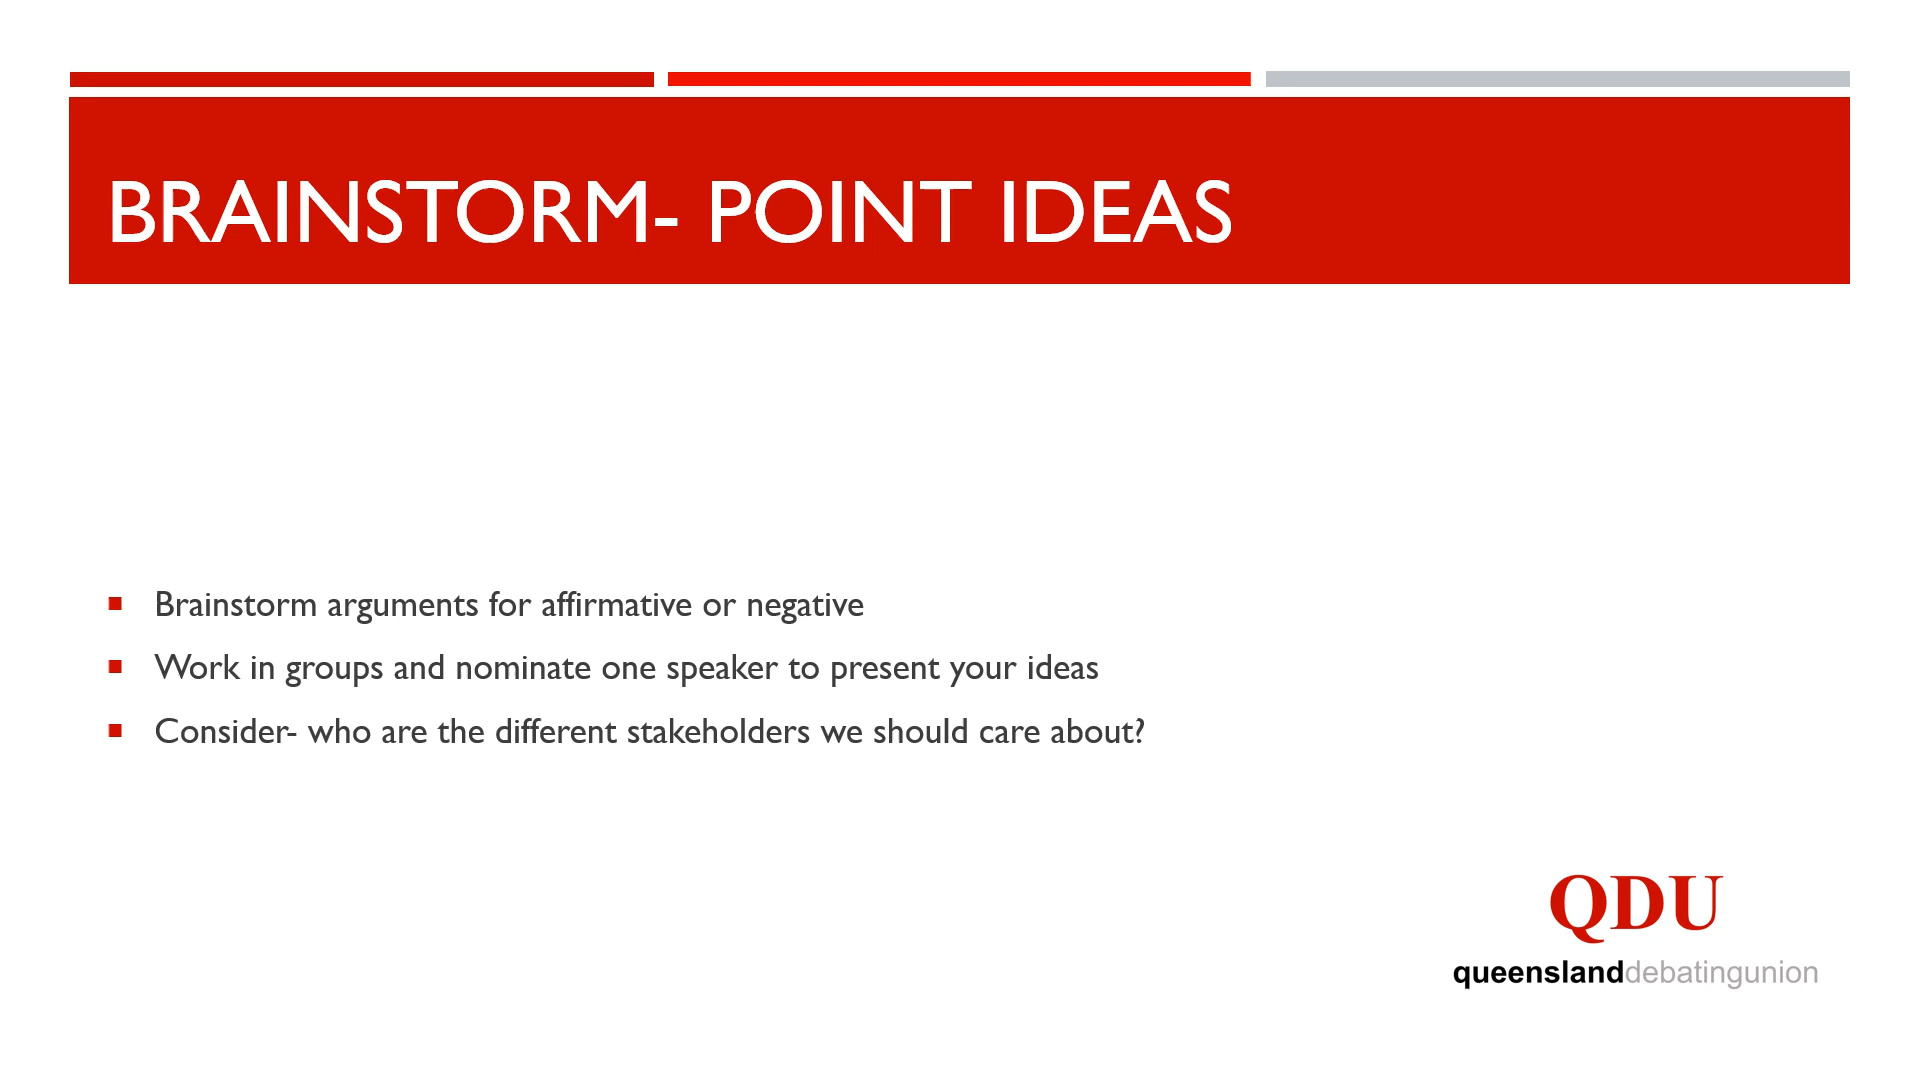 BRAINSTORM- POINT IDEAS
Brainstorm arguments for affirmative or negative
Work in groups and nominate one speaker to present your ideas
Consider- who are the different stakeholders we should care about?
QDU
queenslanddebatingunion